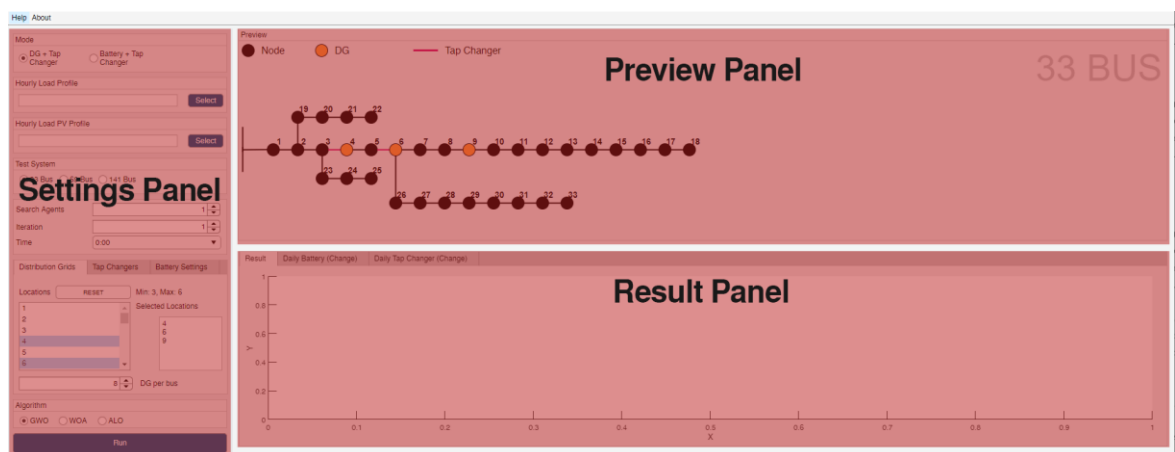 Help About
Mode
DG + Tap Changer
Battery + Tap Changer
Hourly Load Profile
Select
Hourly Load PV Profile
Select
Test System
Bus 141 Bus
Settings Panel
Search Agents 1
Iteration 1
Time 0:00
Distribution Grids Tap Changers Battery Settings
Locations RESET Min: 3, Max: 6
Selected Locations
1
2
3
4
5
6
4
6
9
8 DG per bus
Algorithm
GWO WOA ALO
Run
Preview
Node DG Tap Changer
Preview Panel
33 BUS
19 20 21 22
1 2 3 4 5 6 7 8 9 10 11 12 13 14 15 16 17 18
23 24 25
26 27 28 29 30 31 32 33
Result Daily Battery (Change) Daily Tap Changer (Change)
Result Panel
1
0.8
0.6
Y
0.4
0.2
0
0 0.1 0.2 0.3 0.4 0.5 0.6 0.7 0.8 0.9 1
X